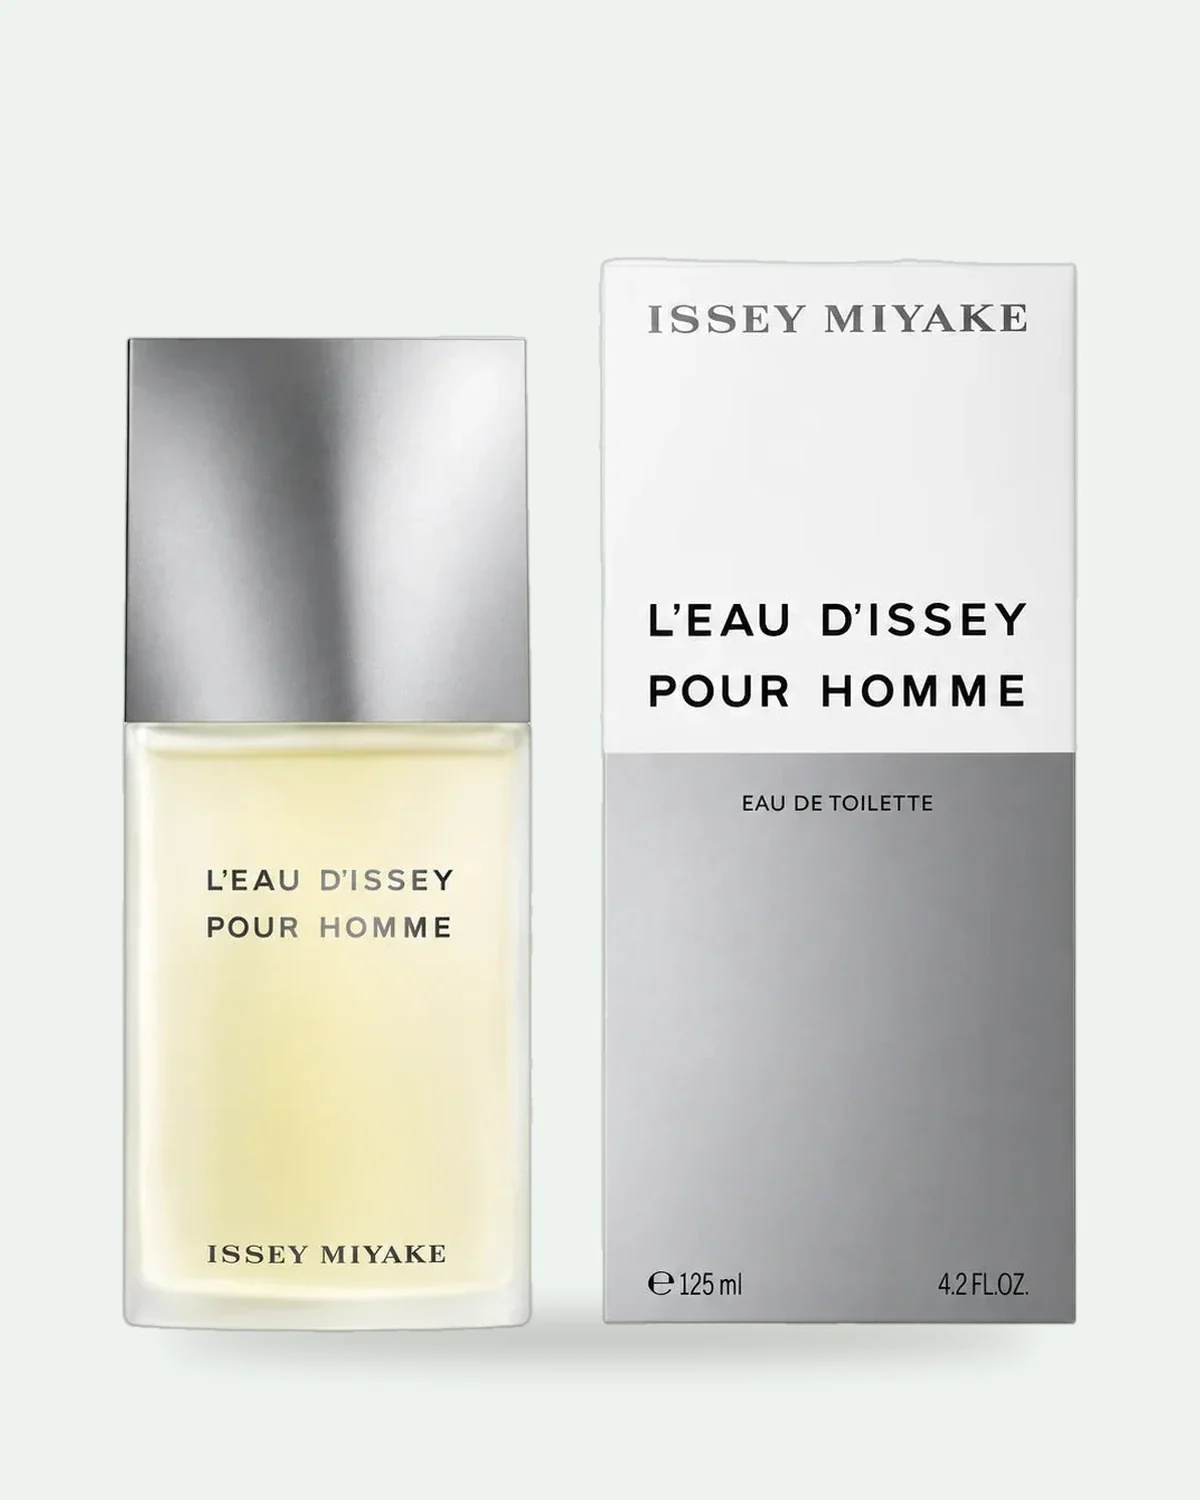 L'EAU D'ISSEY
POUR HOMME
ISSEY MIYAKE
ISSEY MIYAKE
L'EAU D'ISSEY
POUR HOMME
EAU DE TOILETTE
℮ 125 ml
4.2 FL.OZ.